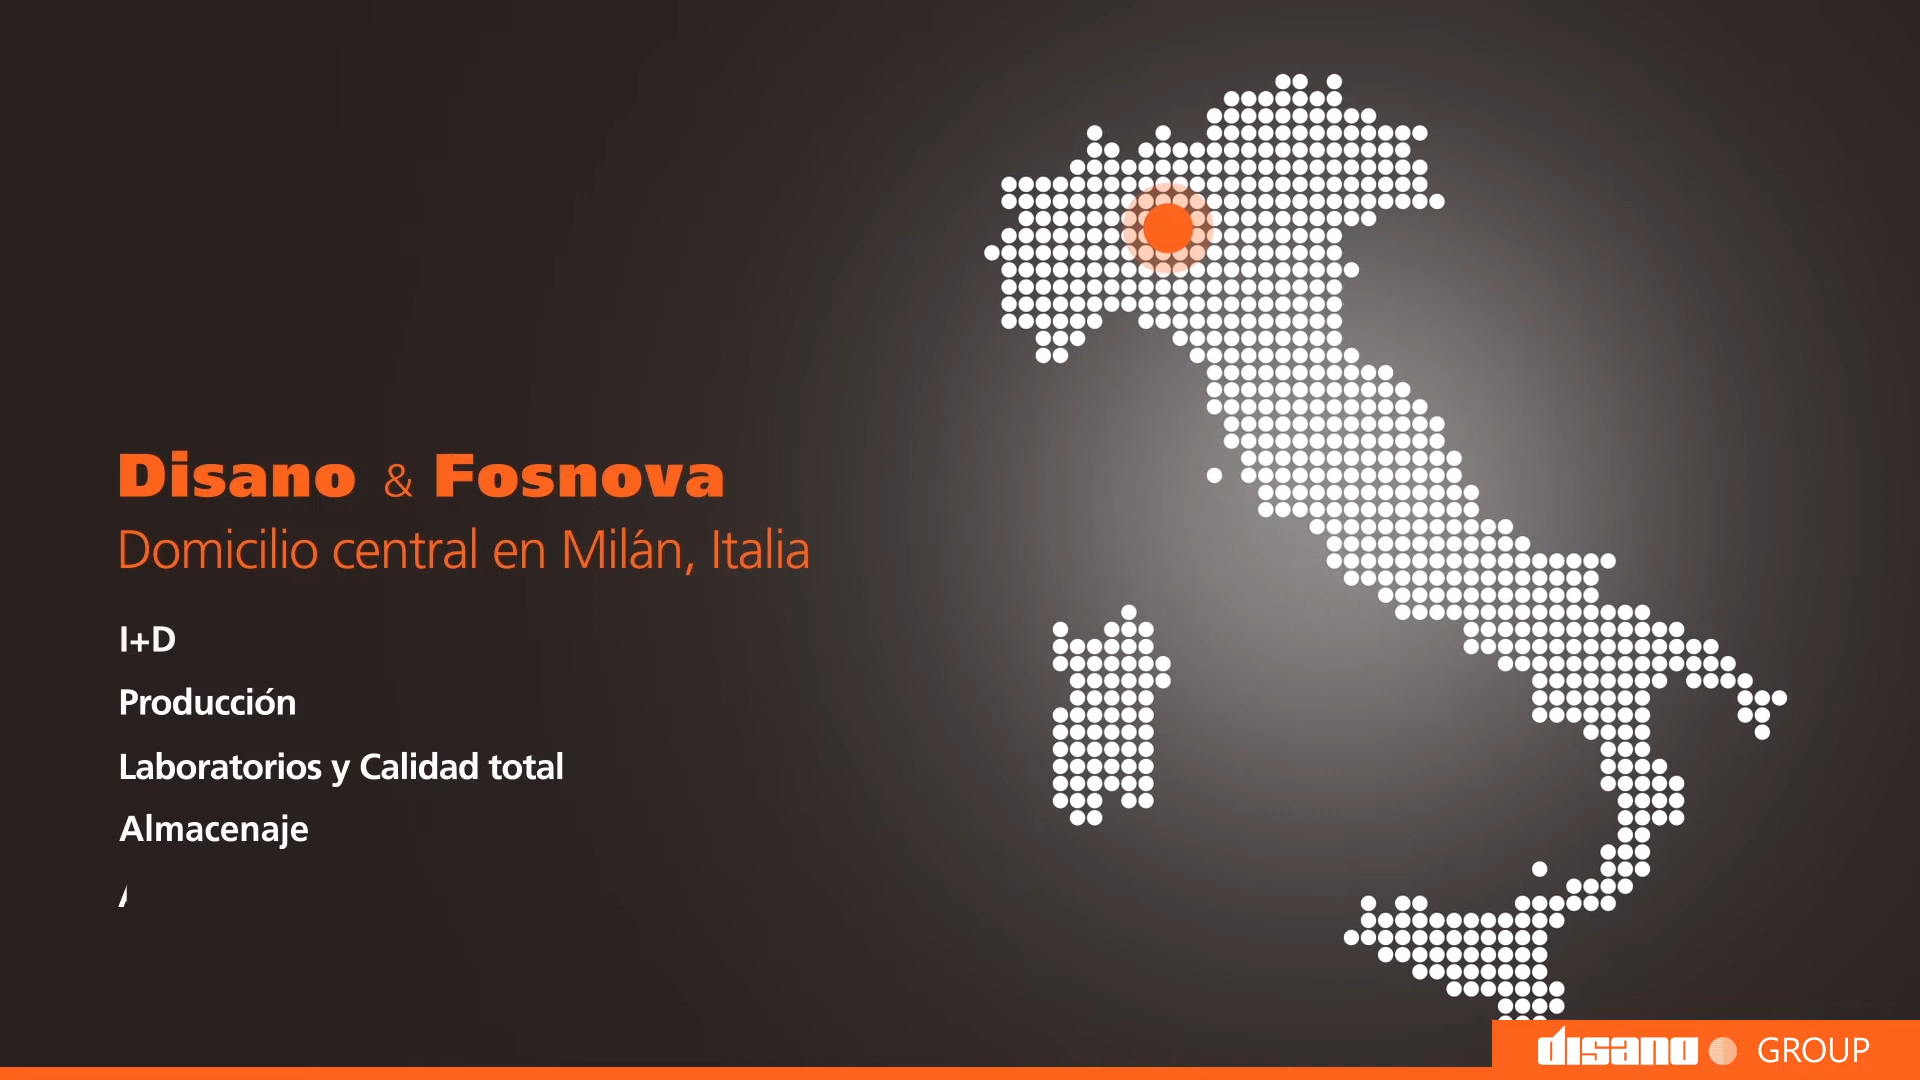 Disano & Fosnova
Domicilio central en Milán, Italia
I+D
Producción
Laboratorios y Calidad total
Almacenaje
disano GROUP